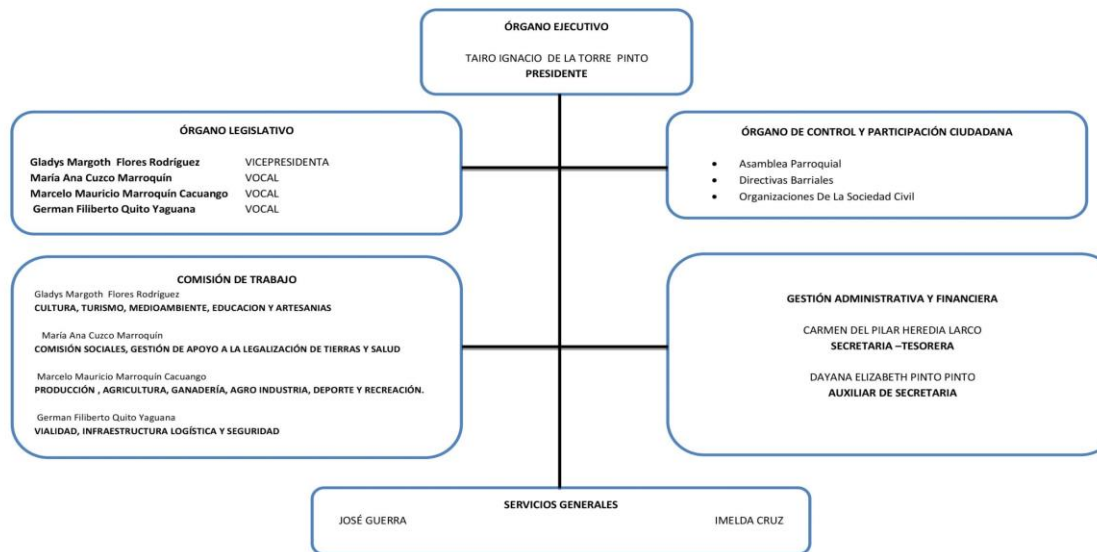 ÓRGANO EJECUTIVO
TAIRO IGNACIO DE LA TORRE PINTO
PRESIDENTE
ÓRGANO LEGISLATIVO
Gladys Margoth Flores Rodríguez VICEPRESIDENTA
María Ana Cuzco Marroquín VOCAL
Marcelo Mauricio Marroquín Cacuango VOCAL
German Filiberto Quito Yaguana VOCAL
ÓRGANO DE CONTROL Y PARTICIPACIÓN CIUDADANA
• Asamblea Parroquial
• Directivas Barriales
• Organizaciones De La Sociedad Civil
COMISIÓN DE TRABAJO
Gladys Margoth Flores Rodríguez
CULTURA, TURISMO, MEDIOAMBIENTE, EDUCACION Y ARTESANIAS
María Ana Cuzco Marroquín
COMISIÓN SOCIALES, GESTIÓN DE APOYO A LA LEGALIZACIÓN DE TIERRAS Y SALUD
Marcelo Mauricio Marroquín Cacuango
PRODUCCIÓN , AGRICULTURA, GANADERÍA, AGRO INDUSTRIA, DEPORTE Y RECREACIÓN.
German Filiberto Quito Yaguana
VIALIDAD, INFRAESTRUCTURA LOGÍSTICA Y SEGURIDAD
GESTIÓN ADMINISTRATIVA Y FINANCIERA
CARMEN DEL PILAR HEREDIA LARCO
SECRETARIA –TESORERA
DAYANA ELIZABETH PINTO PINTO
AUXILIAR DE SECRETARIA
SERVICIOS GENERALES
JOSÉ GUERRA IMELDA CRUZ